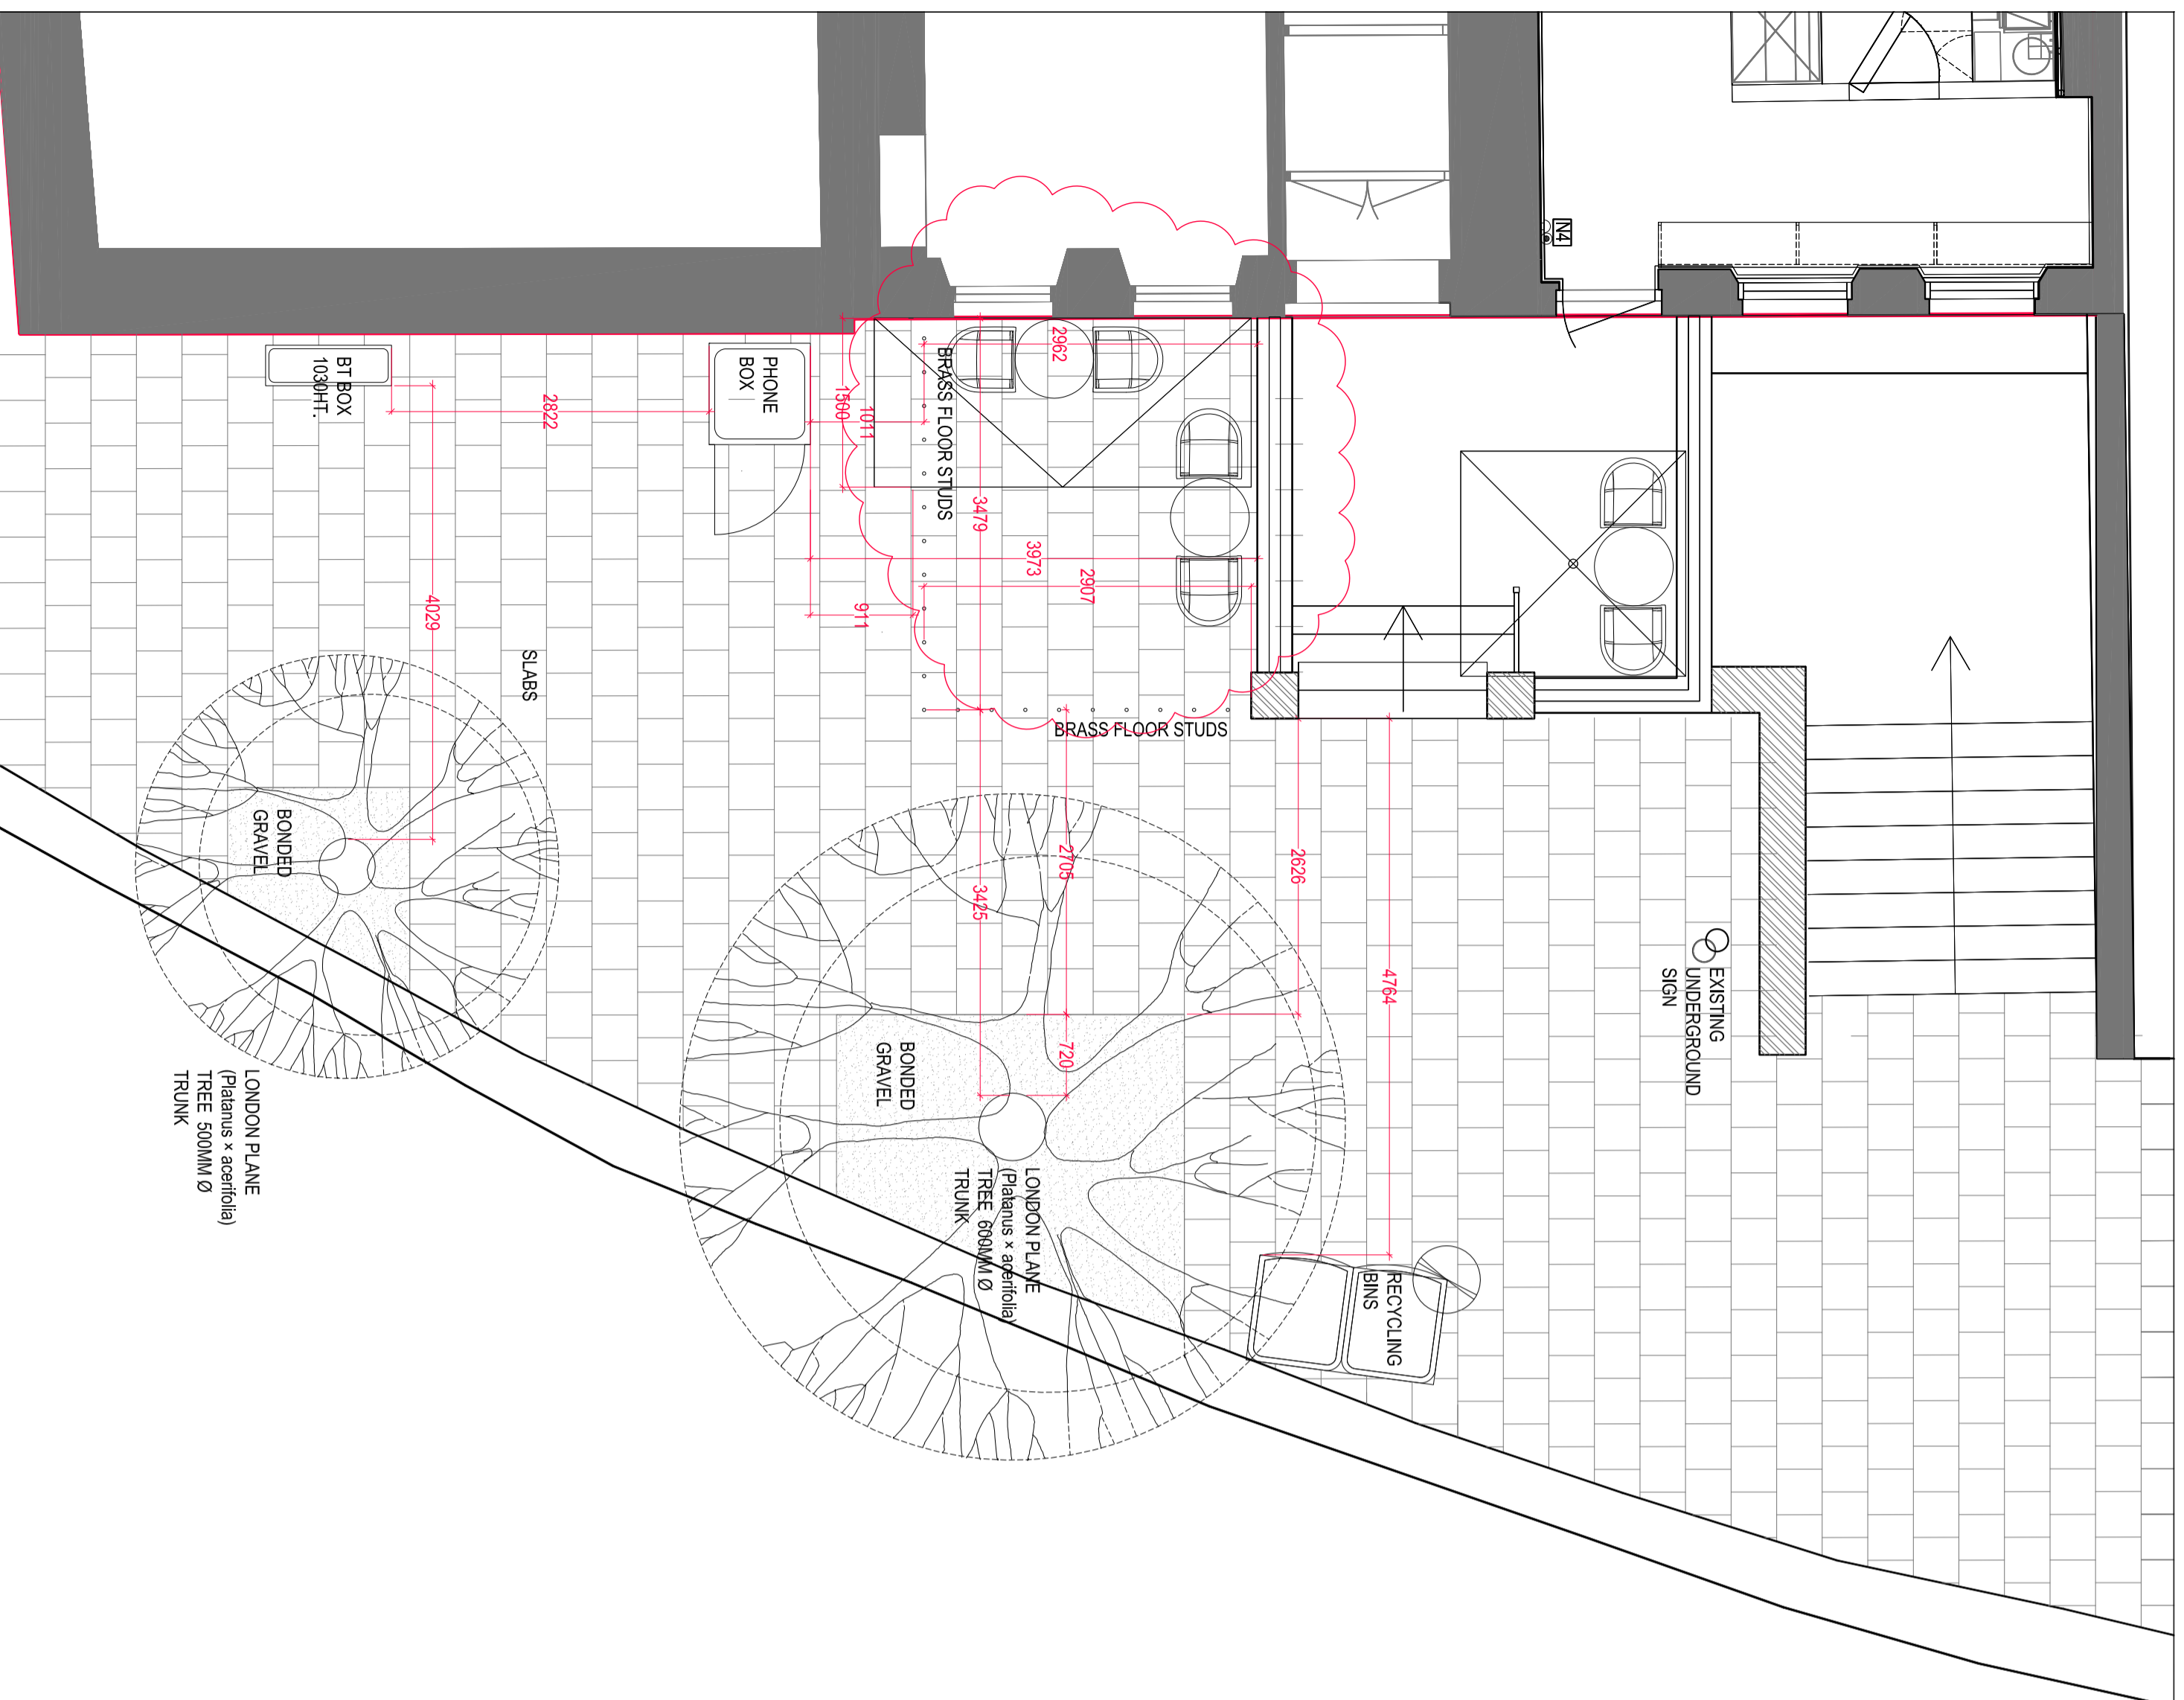 N4
BT BOX
1030HT.
2822
PHONE
BOX
1500
1011
BRASS FLOOR STUDS
2962
3479
3973
2907
911
4029
SLABS
BRASS FLOOR STUDS
2705
3425
2626
4764
720
BONDED
GRAVEL
BONDED
GRAVEL
EXISTING
UNDERGROUND
SIGN
LONDON PLANE
(Platanus × acerifolia)
TREE 500MM Ø
TRUNK
LONDON PLANE
(Platanus × acerifolia)
TREE 600MM Ø
TRUNK
RECYCLING
BINS